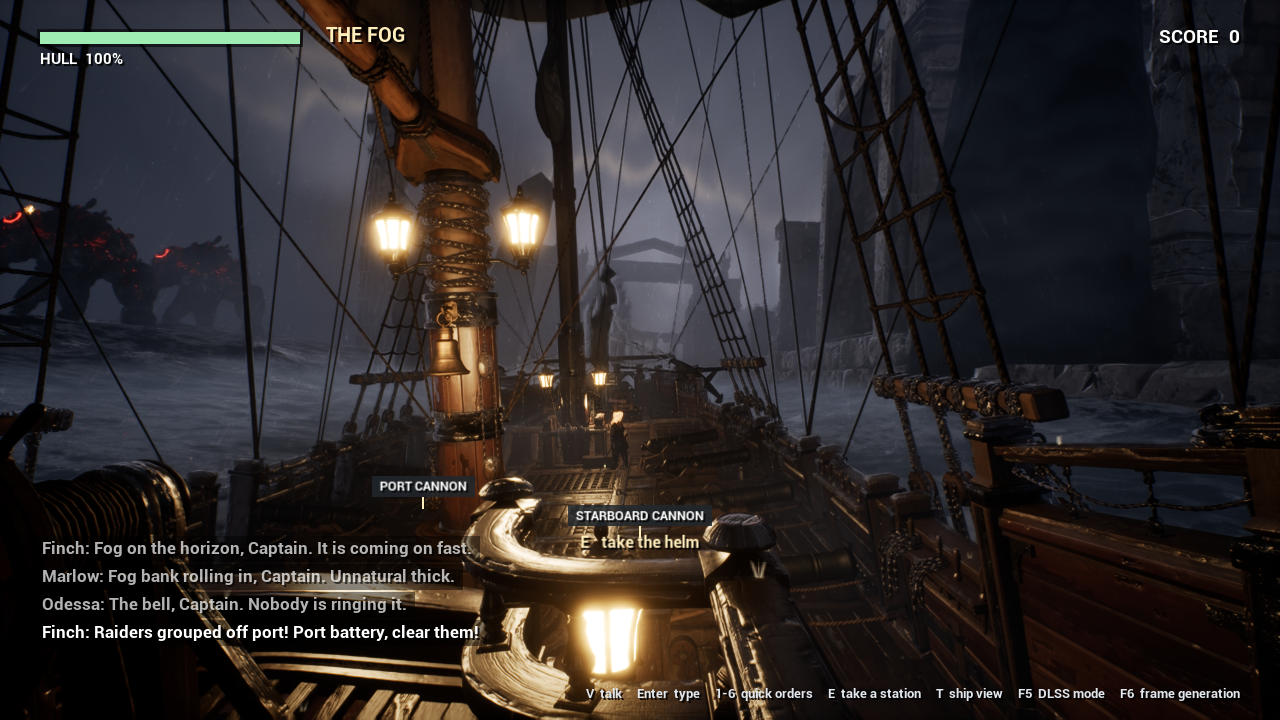 THE FOG
SCORE 0
HULL 100%
PORT CANNON
STARBOARD CANNON
E - take the helm
Finch: Fog on the horizon, Captain. It is coming on fast.
Marlow: Fog bank rolling in, Captain. Unnatural thick.
Odessa: The bell, Captain. Nobody is ringing it.
Finch: Raiders grouped off port! Port battery, clear them!
V talk Enter type 1-6 quick orders E take a station T ship view F5 DLSS mode F6 frame generation